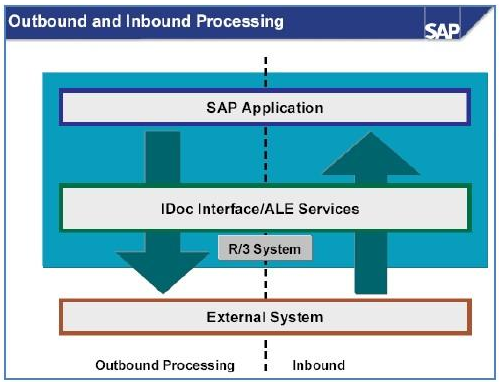 Outbound and Inbound Processing
SAP
SAP Application
IDoc Interface/ALE Services
R/3 System
External System
Outbound Processing
Inbound